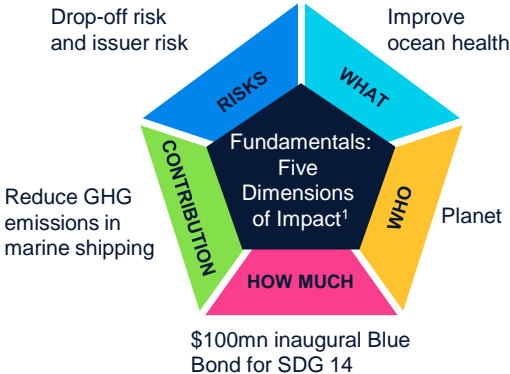 Drop-off risk
and issuer risk
Improve
ocean health
RISKS
WHAT
Fundamentals:
Five
Dimensions
of Impact¹
CONTRIBUTION
WHO
Reduce GHG
emissions in
marine shipping
Planet
HOW MUCH
$100mn inaugural Blue
Bond for SDG 14